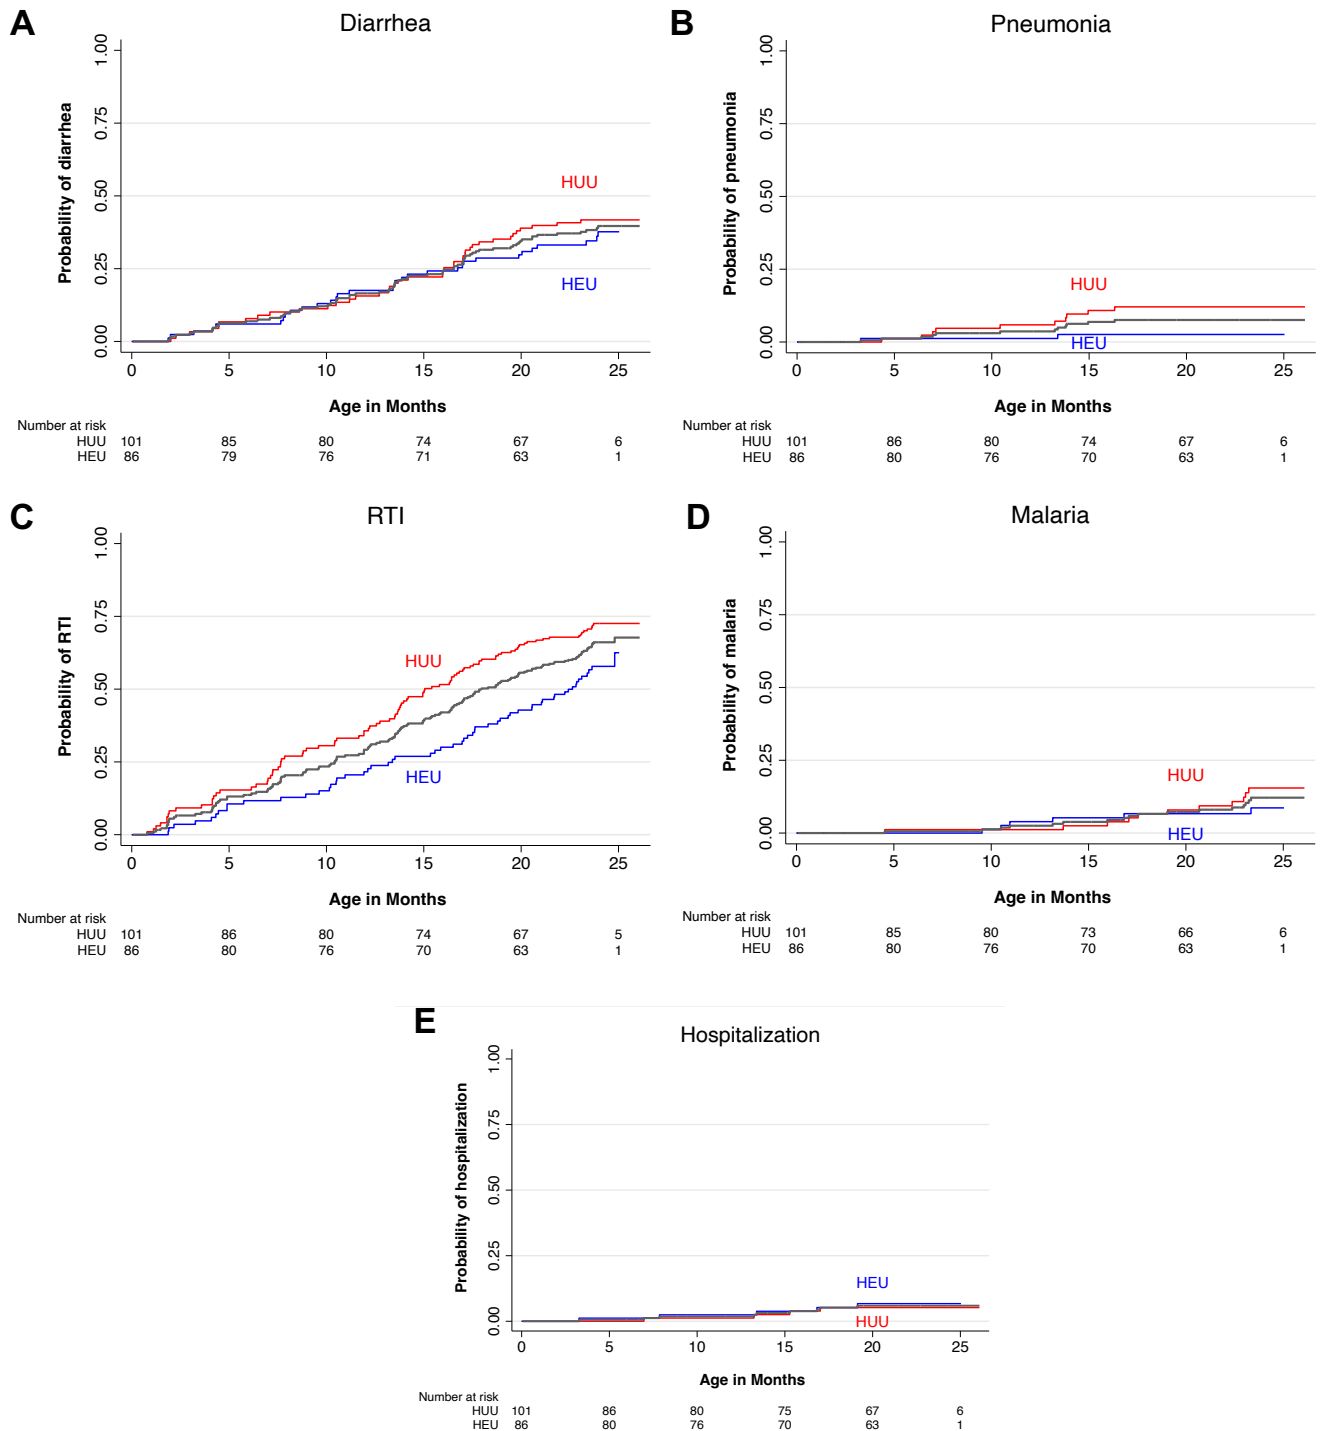 A
Diarrhea
Probability of diarrhea
1.00
0.75
0.50
0.25
0.00
HUU
HEU
0 5 10 15 20 25
Age in Months
Number at risk
HUU 101 85 80 74 67 6
HEU 86 79 76 71 63 1
B
Pneumonia
Probability of pneumonia
1.00
0.75
0.50
0.25
0.00
HUU
HEU
0 5 10 15 20 25
Age in Months
Number at risk
HUU 101 86 80 74 67 6
HEU 86 80 76 70 63 1
C
RTI
Probability of RTI
1.00
0.75
0.50
0.25
0.00
HUU
HEU
0 5 10 15 20 25
Age in Months
Number at risk
HUU 101 86 80 74 67 5
HEU 86 80 76 70 63 1
D
Malaria
Probability of malaria
1.00
0.75
0.50
0.25
0.00
HUU
HEU
0 5 10 15 20 25
Age in Months
Number at risk
HUU 101 85 80 73 66 6
HEU 86 80 76 70 63 1
E
Hospitalization
Probability of hospitalization
1.00
0.75
0.50
0.25
0.00
HEU
HUU
0 5 10 15 20 25
Age in Months
Number at risk
HUU 101 86 80 75 67 6
HEU 86 80 76 70 63 1